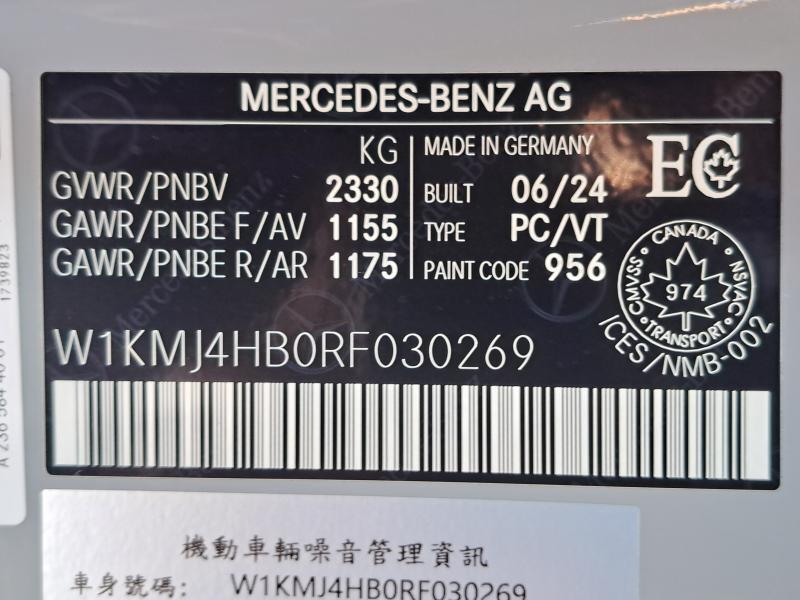 MERCEDES-BENZ AG
KG
GVWR/PNBV 2330
GAWR/PNBE F/AV 1155
GAWR/PNBE R/AR 1175
MADE IN GERMANY
BUILT 06/24
TYPE PC/VT
PAINT CODE 956
EC
CANADA
CMVSS 974 NSVAC
TRANSPORT
ICES/NMB-002
W1KMJ4HB0RF030269
1739823
機動車輛噪音管理資訊
車身號碼: W1KMJ4HB0RF030269